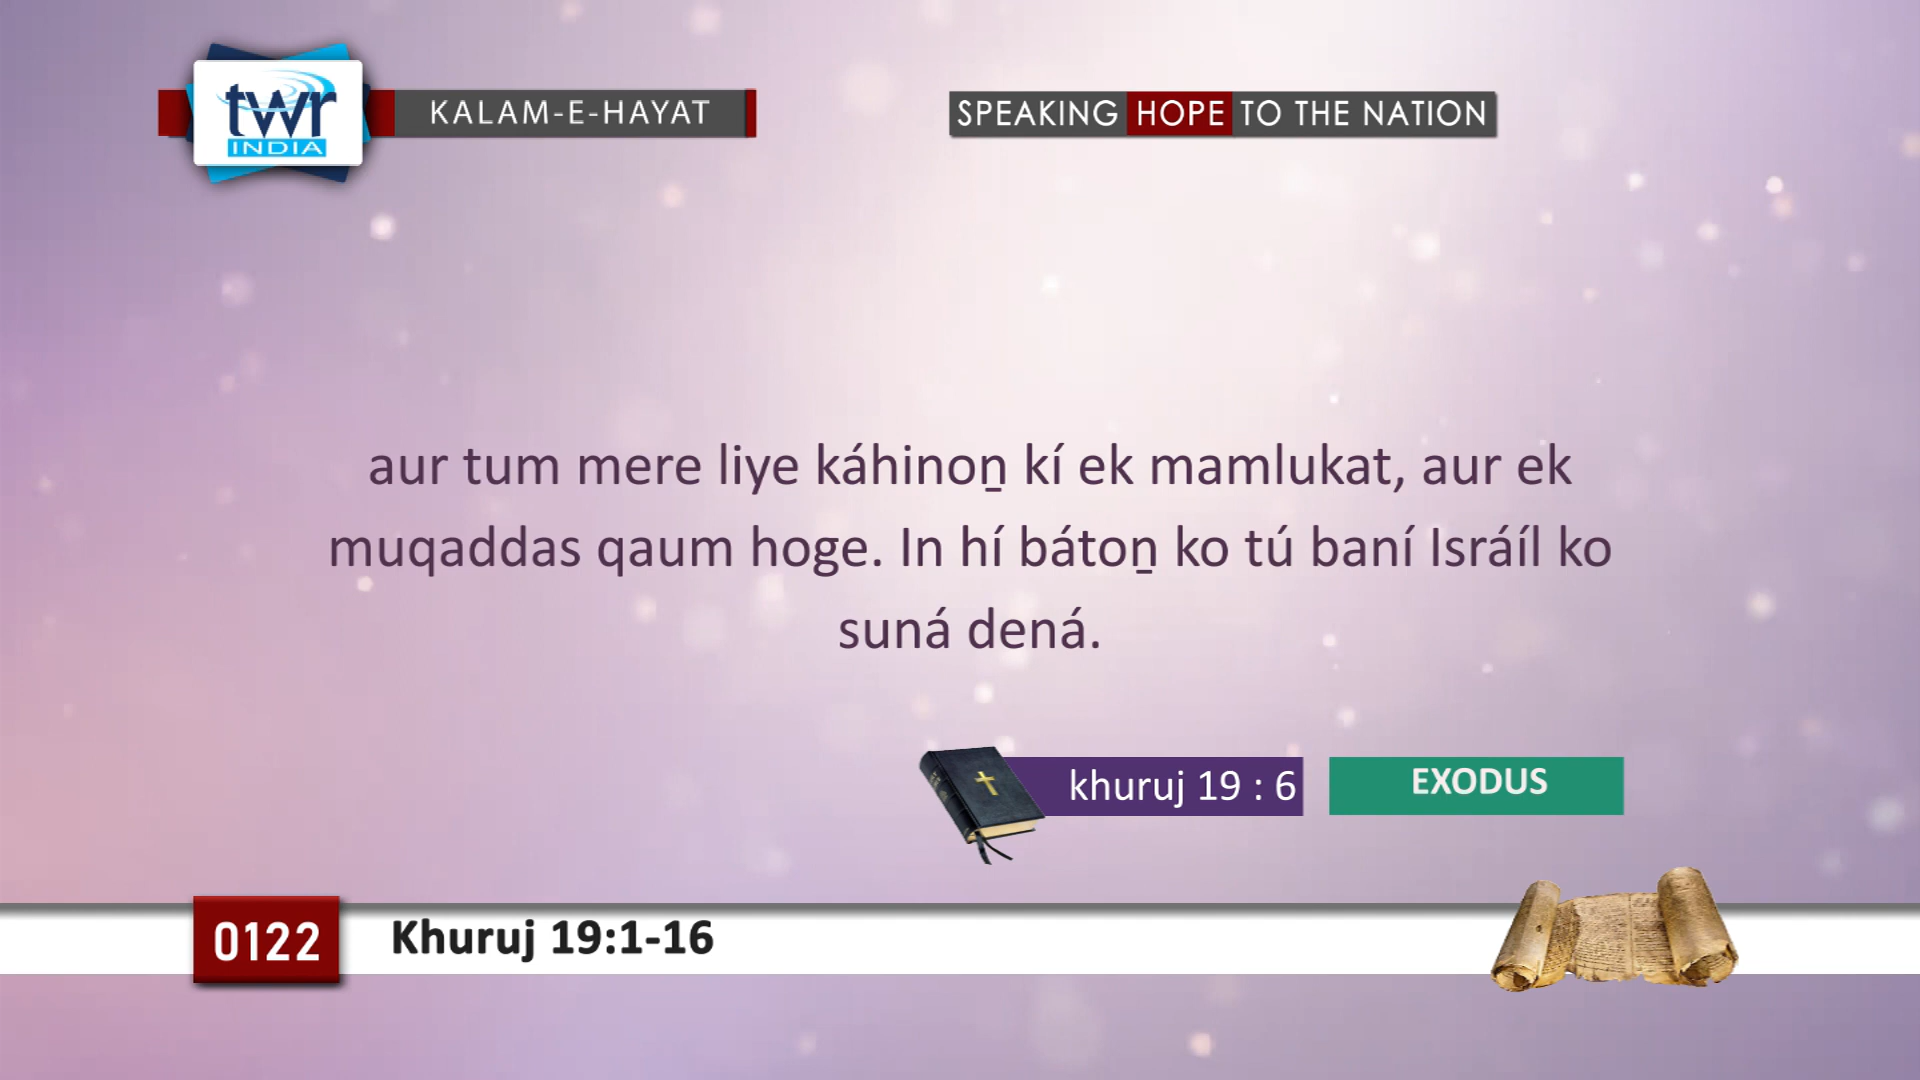 twr
INDIA
KALAM-E-HAYAT
SPEAKING HOPE TO THE NATION
aur tum mere liye káhinoṉ kí ek mamlukat, aur ek
muqaddas qaum hoge. In hí bátoṉ ko tú baní Isráíl ko
suná dená.
khuruj 19 : 6
EXODUS
0122
Khuruj 19:1-16